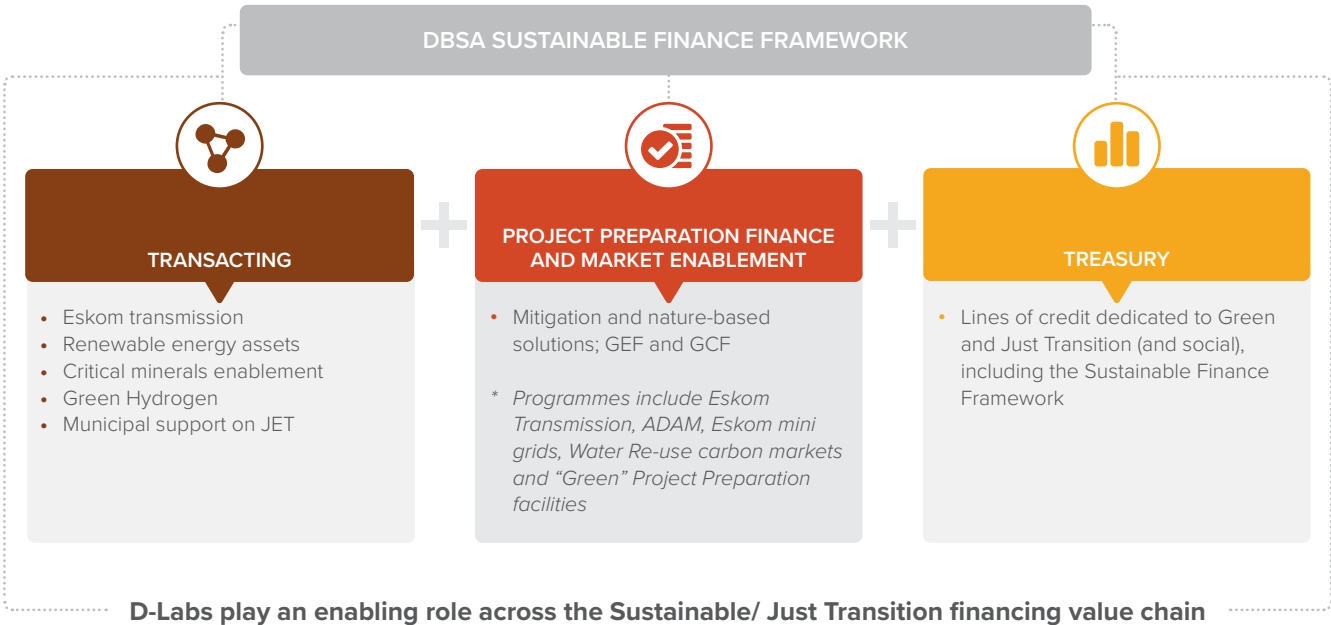 DBSA SUSTAINABLE FINANCE FRAMEWORK
TRANSACTING
• Eskom transmission
• Renewable energy assets
• Critical minerals enablement
• Green Hydrogen
• Municipal support on JET
PROJECT PREPARATION FINANCE
AND MARKET ENABLEMENT
• Mitigation and nature-based
solutions; GEF and GCF
* Programmes include Eskom
Transmission, ADAM, Eskom mini
grids, Water Re-use carbon markets
and “Green” Project Preparation
facilities
TREASURY
• Lines of credit dedicated to Green
and Just Transition (and social),
including the Sustainable Finance
Framework
D-Labs play an enabling role across the Sustainable/ Just Transition financing value chain